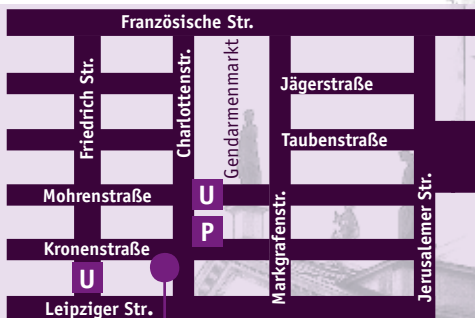 Französische Str.
Friedrich Str.
Charlottenstr.
Gendarmenmarkt
Jägerstraße
Taubenstraße
Mohrenstraße
U
P
Markgrafenstr.
Jerusalemer Str.
Kronenstraße
U
Leipziger Str.